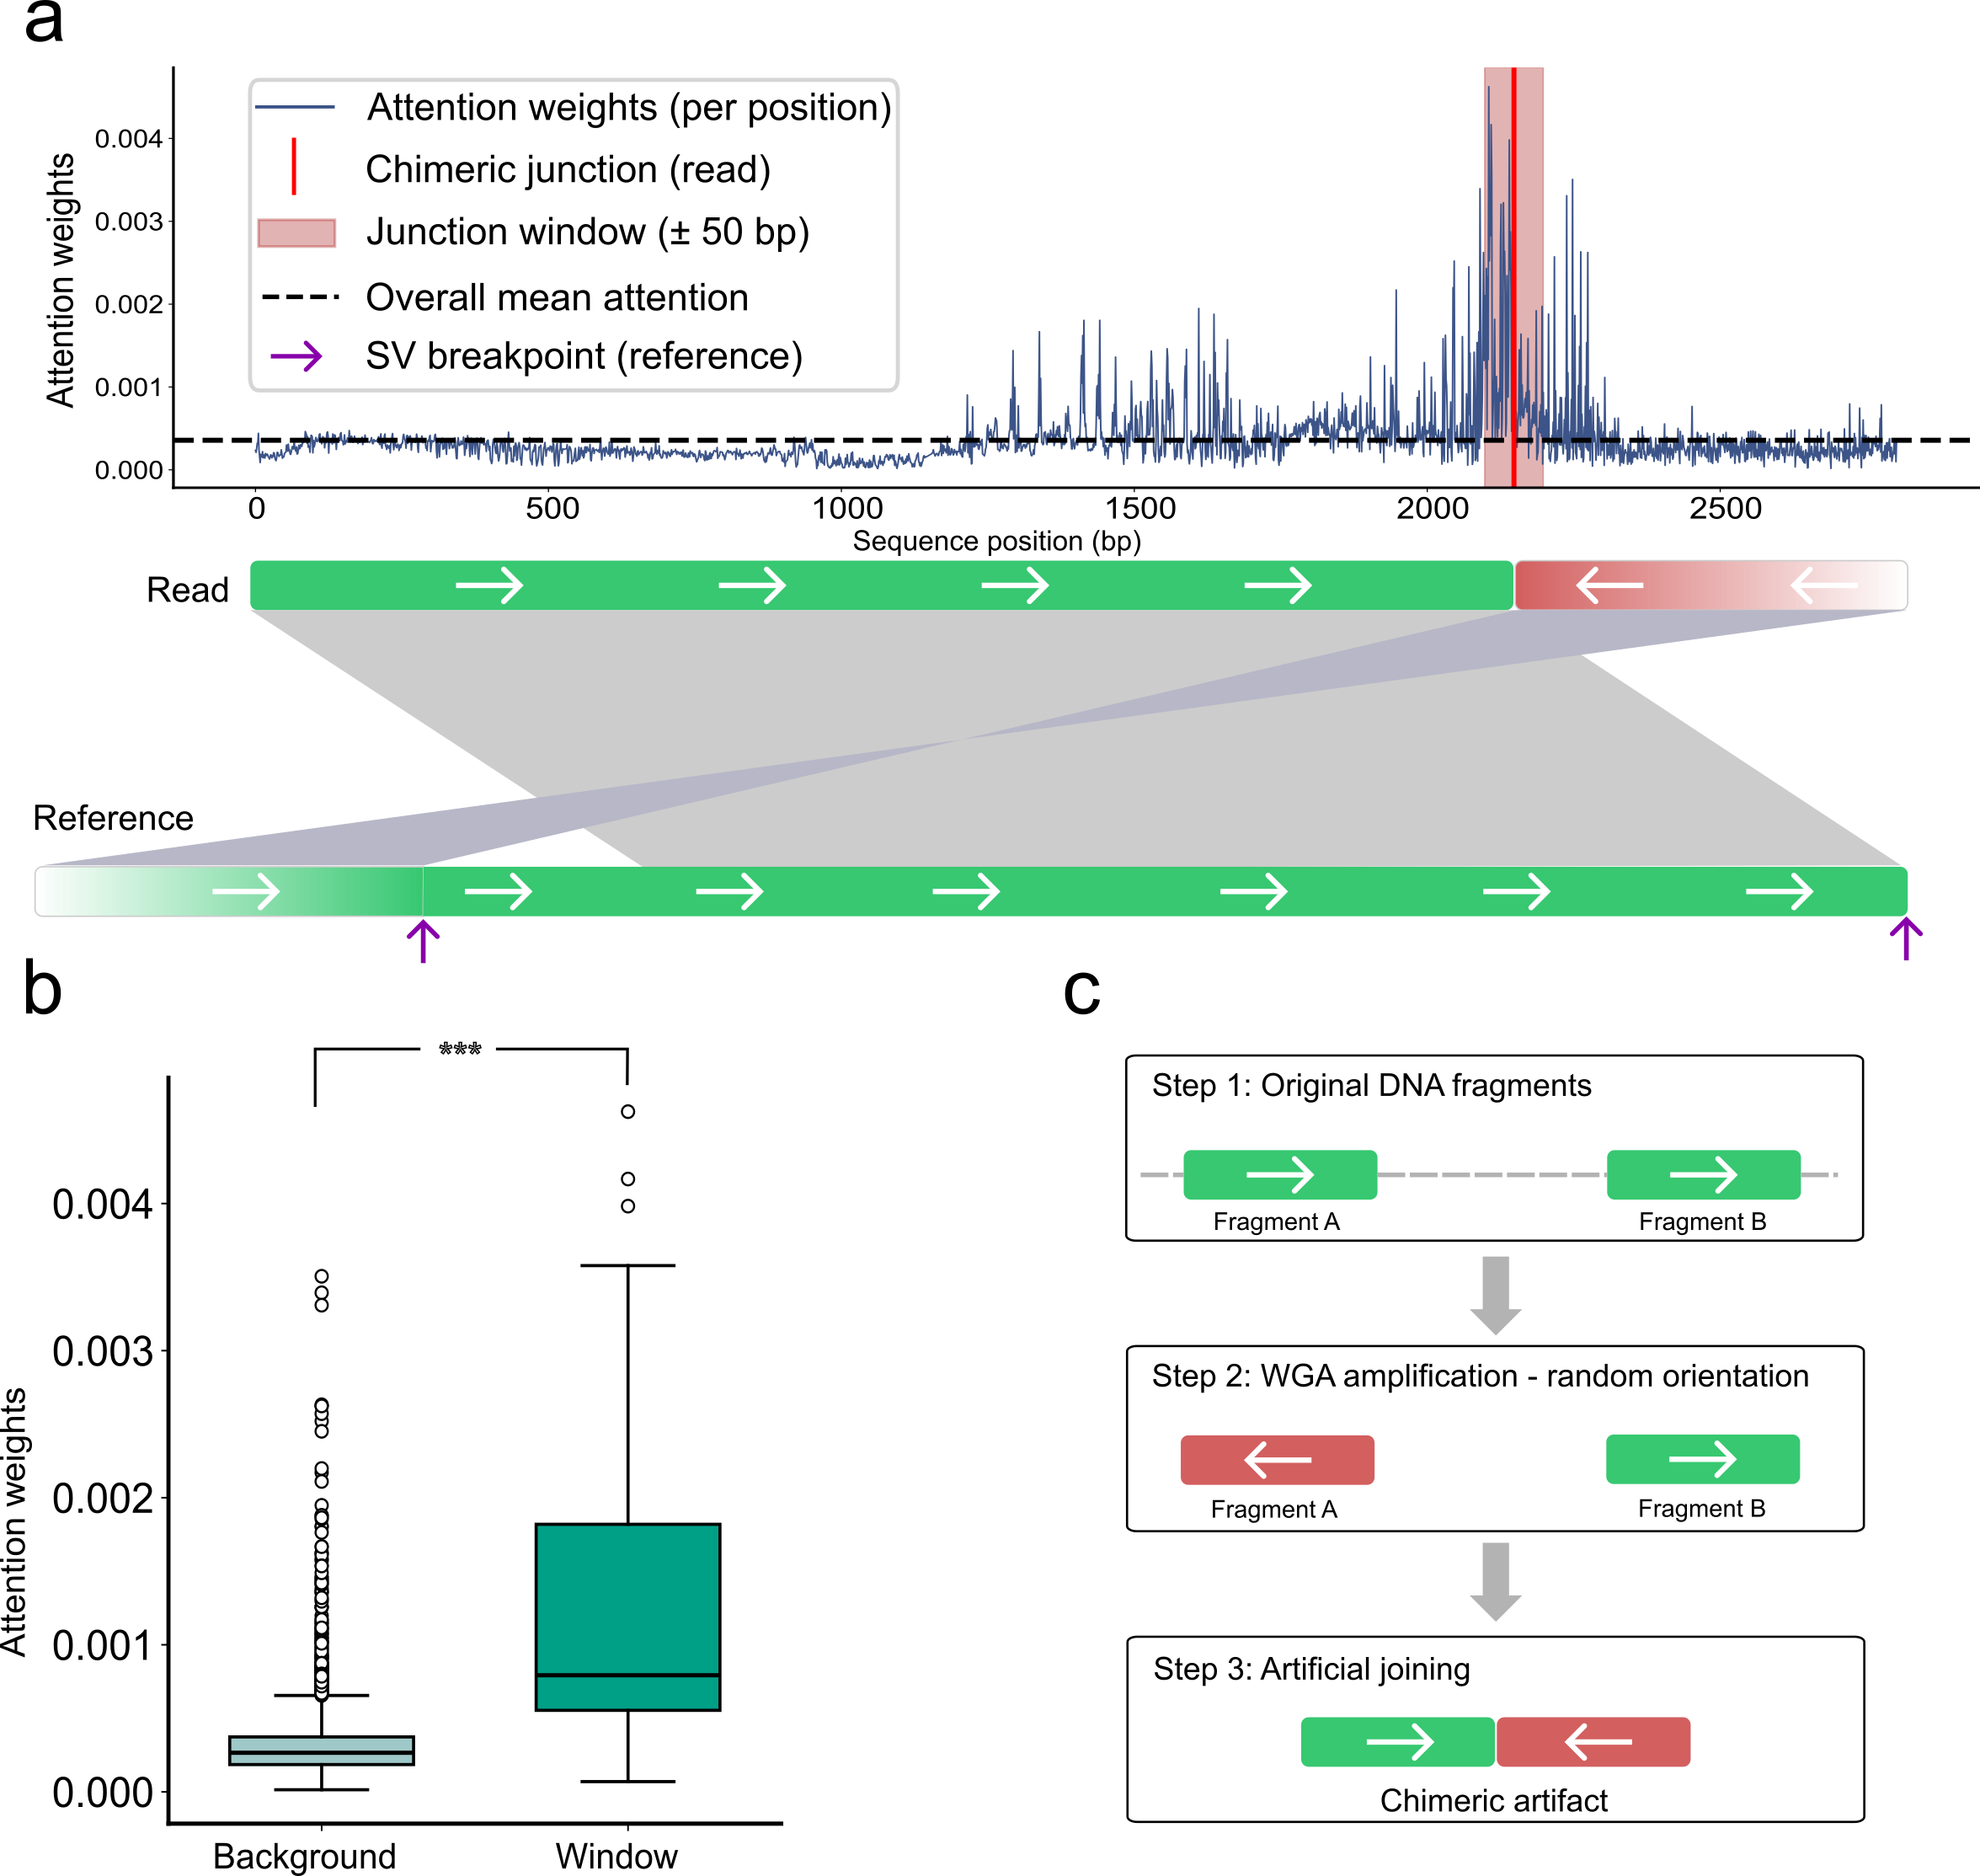 a
Attention weights (per position)
Chimeric junction (read)
Junction window (± 50 bp)
Overall mean attention
SV breakpoint (reference)
Attention weights
0.004
0.003
0.002
0.001
0.000
0 500 1000 1500 2000 2500
Sequence position (bp)
Read
Reference
b
***
Attention weights
0.004
0.003
0.002
0.001
0.000
Background Window
c
Step 1: Original DNA fragments
Fragment A Fragment B
Step 2: WGA amplification - random orientation
Fragment A Fragment B
Step 3: Artificial joining
Chimeric artifact